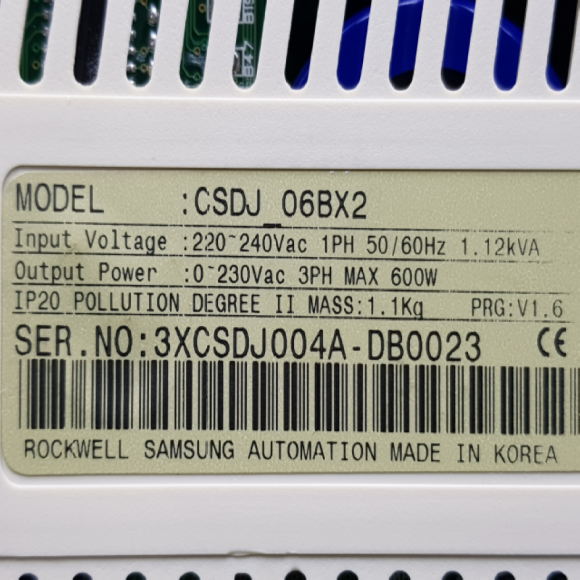 MODEL :CSDJ_06BX2
Input Voltage :220~240Vac 1PH 50/60Hz 1.12kVA
Output Power :0~230Vac 3PH MAX 600W
IP20 POLLUTION DEGREE II MASS:1.1Kg PRG:V1.6
SER.NO:3XCSDJ004A-DB0023 CE
ROCKWELL SAMSUNG AUTOMATION MADE IN KOREA